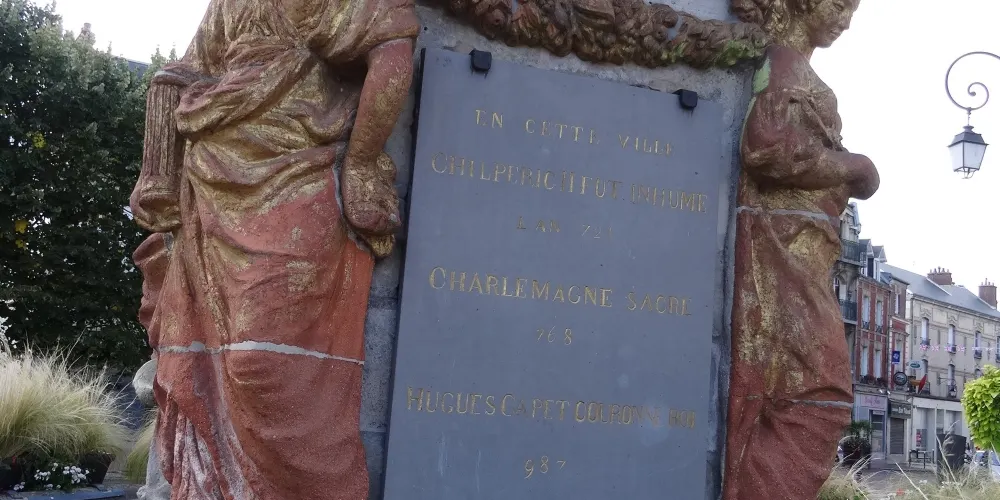 EN CETTE VILLE
CHILPERIC II FUT INHUME
L AN 721
CHARLEMAGNE SACRE
768
HUGUES CAPET COURONNE ROI
987